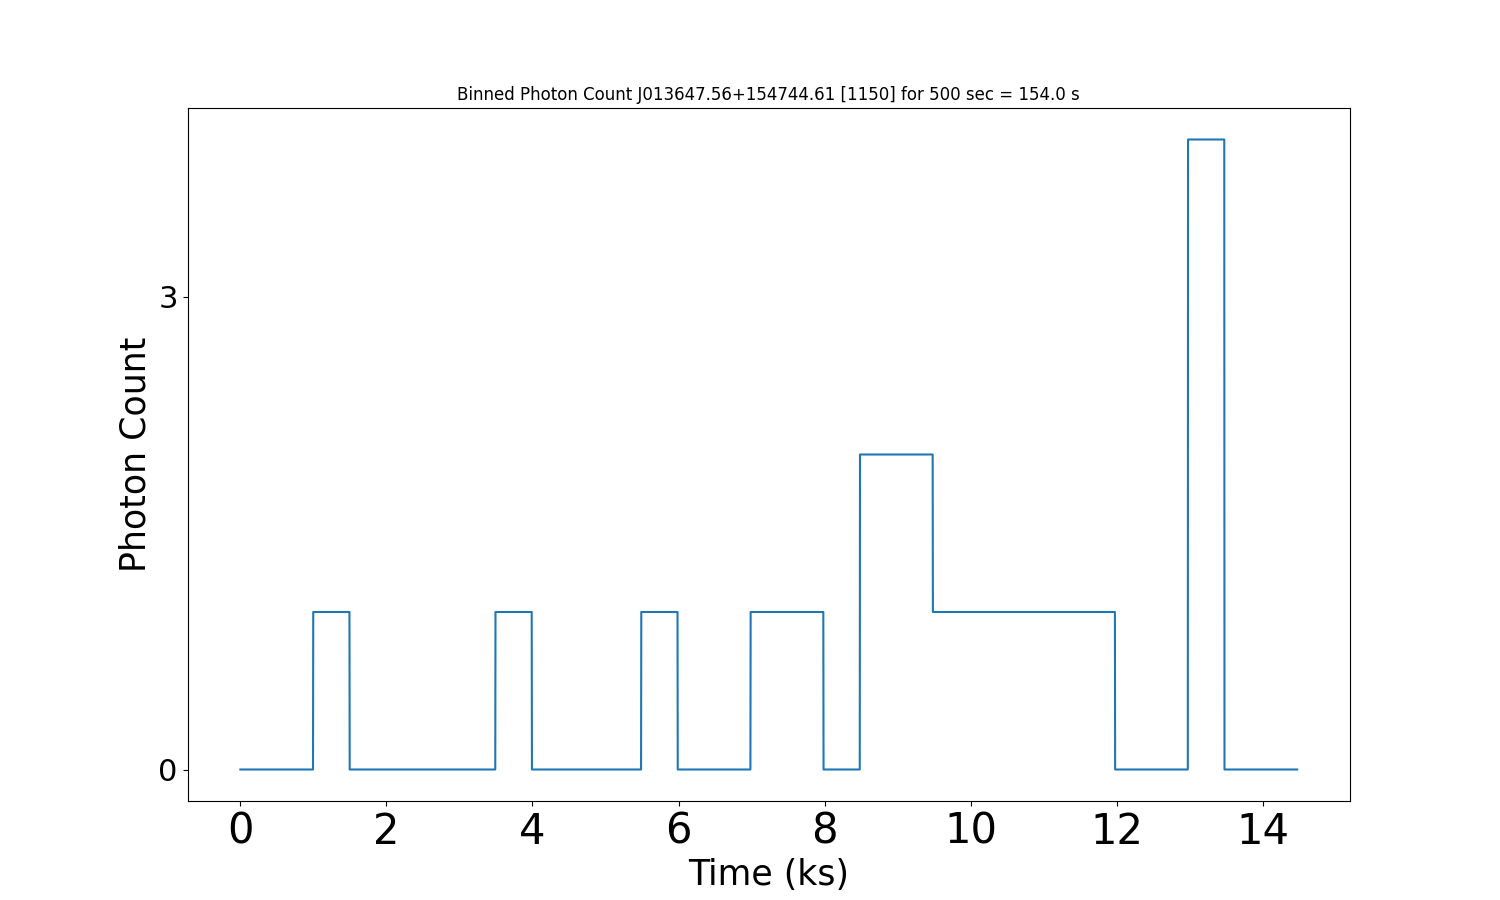 Binned Photon Count J013647.56+154744.61 [1150] for 500 sec = 154.0 s
Photon Count
3
0
0 2 4 6 8 10 12 14
Time (ks)